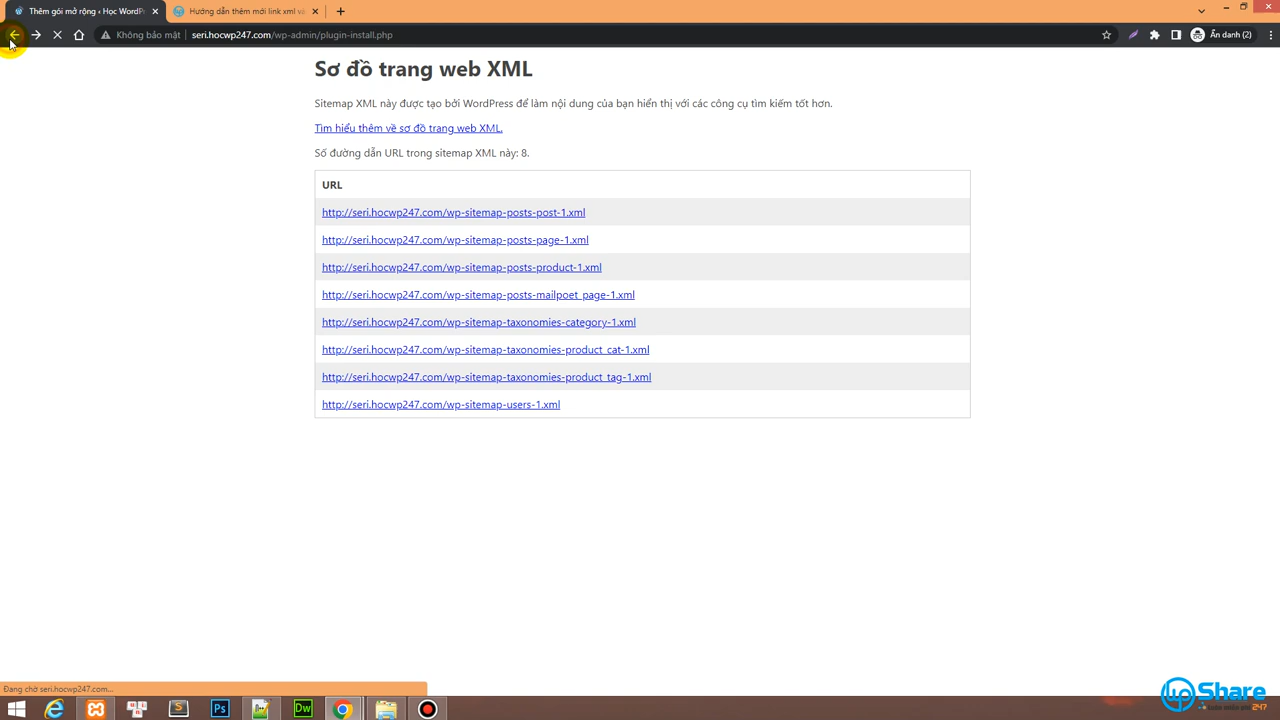 Thêm gói mở rộng ‹ Học WordPr
Hướng dẫn thêm mới link xml và
Không bảo mật
seri.hocwp247.com/wp-admin/plugin-install.php
Ẩn danh (2)
Sơ đồ trang web XML
Sitemap XML này được tạo bởi WordPress để làm nội dung của bạn hiển thị với các công cụ tìm kiếm tốt hơn.
Tìm hiểu thêm về sơ đồ trang web XML.
Số đường dẫn URL trong sitemap XML này: 8.
URL
http://seri.hocwp247.com/wp-sitemap-posts-post-1.xml
http://seri.hocwp247.com/wp-sitemap-posts-page-1.xml
http://seri.hocwp247.com/wp-sitemap-posts-product-1.xml
http://seri.hocwp247.com/wp-sitemap-posts-mailpoet_page-1.xml
http://seri.hocwp247.com/wp-sitemap-taxonomies-category-1.xml
http://seri.hocwp247.com/wp-sitemap-taxonomies-product_cat-1.xml
http://seri.hocwp247.com/wp-sitemap-taxonomies-product_tag-1.xml
http://seri.hocwp247.com/wp-sitemap-users-1.xml
Đang chờ seri.hocwp247.com...
S
Ps
Dw
upShare
247